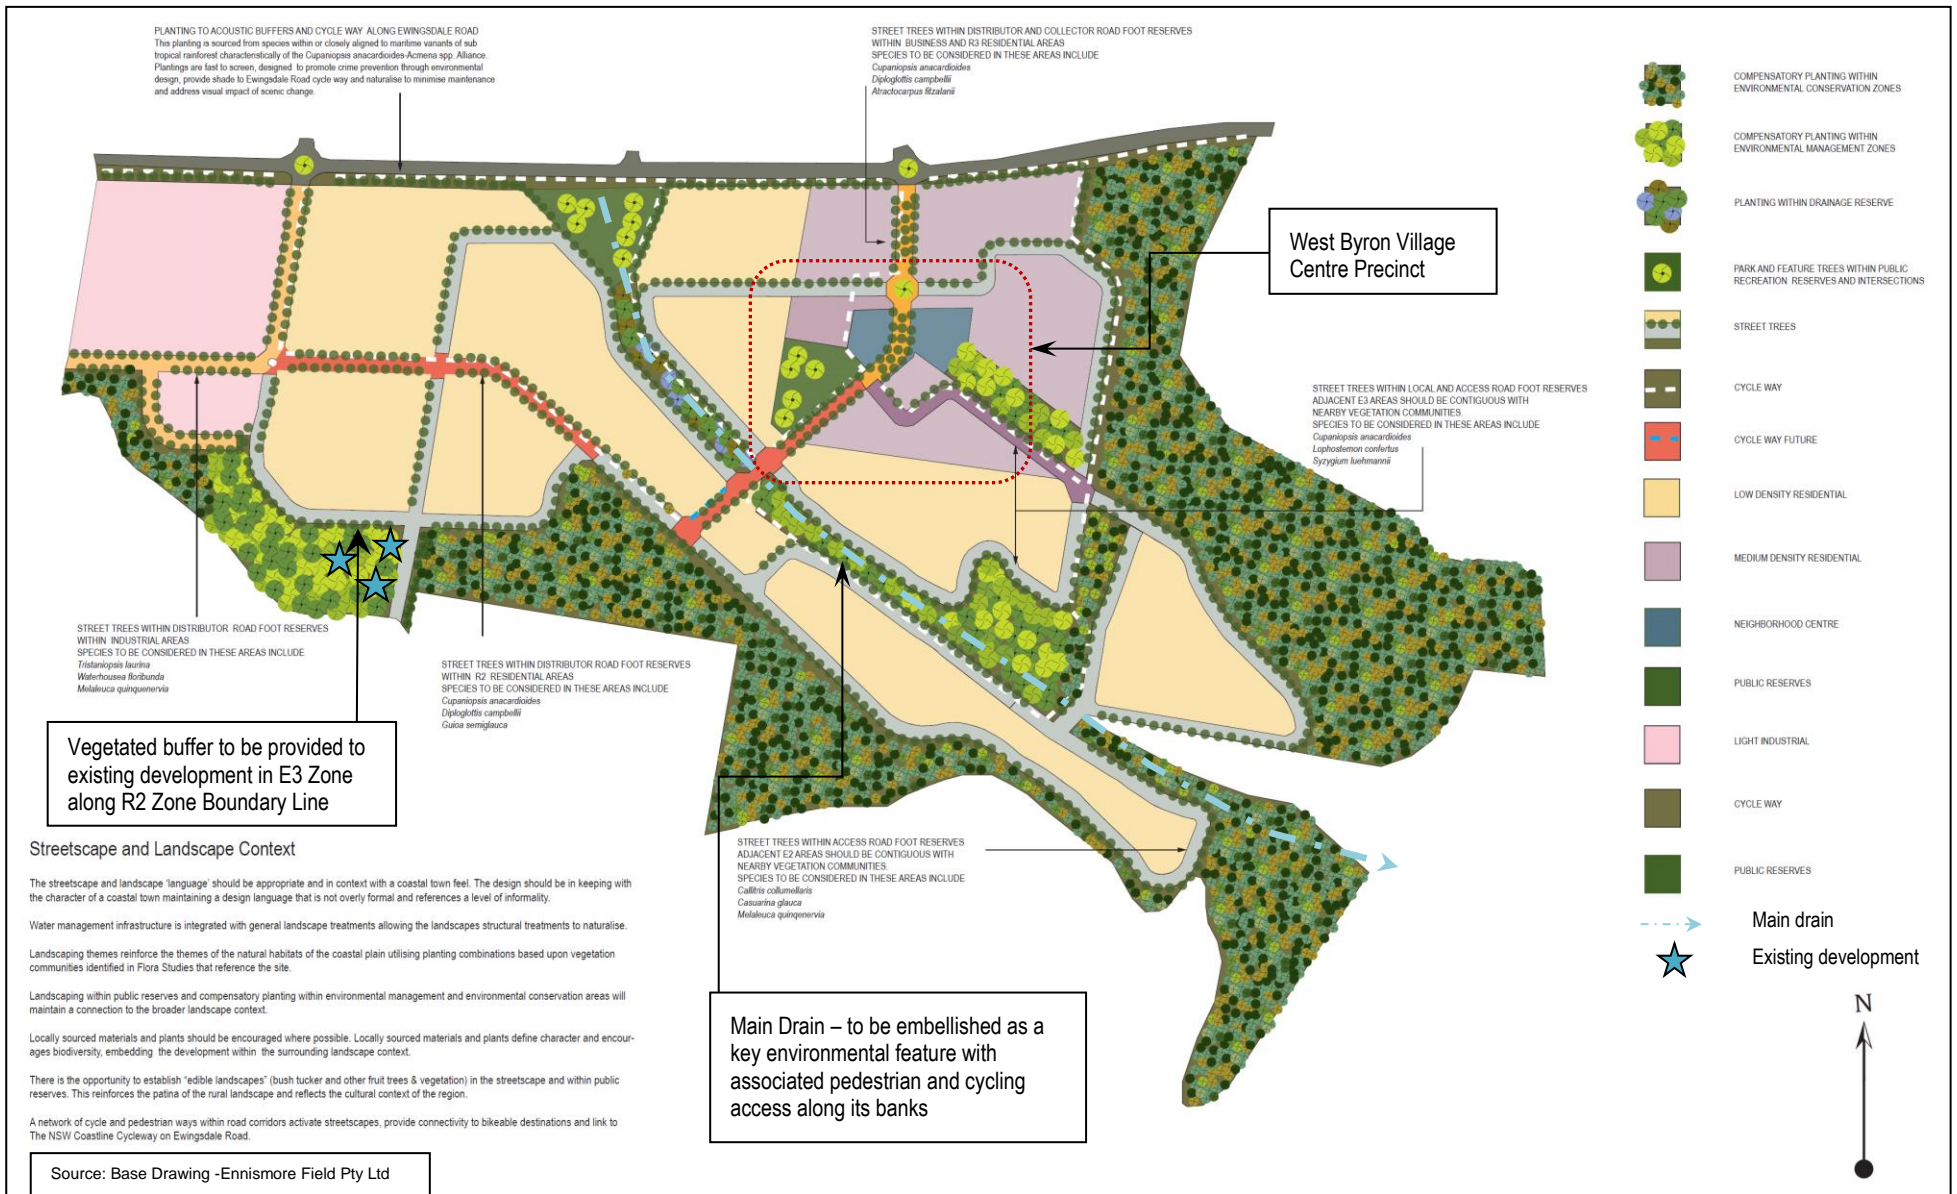 PLANTING TO ACOUSTIC BUFFERS AND CYCLE WAY ALONG EWINGSDALE ROAD
This planting is sourced from species within or closely aligned to maritime variants of sub
tropical rainforest characteristically of the Cupaniopsis anacardioides-Acmena spp. Alliance.
Plantings are fast to screen, designed to promote crime prevention through environmental
design, provide shade to Ewingsdale Road cycle way and naturalise to minimise maintenance
and address visual impact of scenic change.
STREET TREES WITHIN DISTRIBUTOR AND COLLECTOR ROAD FOOT RESERVES
WITHIN BUSINESS AND R3 RESIDENTIAL AREAS
SPECIES TO BE CONSIDERED IN THESE AREAS INCLUDE
Cupaniopsis anacardioides
Diploglottis campbellii
Atractocarpus fitzalanii
West Byron Village
Centre Precinct
STREET TREES WITHIN LOCAL AND ACCESS ROAD FOOT RESERVES
ADJACENT E3 AREAS SHOULD BE CONTIGUOUS WITH
NEARBY VEGETATION COMMUNITIES.
SPECIES TO BE CONSIDERED IN THESE AREAS INCLUDE
Cupaniopsis anacardioides
Lophostemon confertus
Syzygium luehmannii
STREET TREES WITHIN DISTRIBUTOR ROAD FOOT RESERVES
WITHIN INDUSTRIAL AREAS
SPECIES TO BE CONSIDERED IN THESE AREAS INCLUDE
Tristaniopsis laurina
Waterhousea floribunda
Melaleuca quinquenervia
STREET TREES WITHIN DISTRIBUTOR ROAD FOOT RESERVES
WITHIN R2 RESIDENTIAL AREAS
SPECIES TO BE CONSIDERED IN THESE AREAS INCLUDE
Cupaniopsis anacardioides
Diploglottis campbellii
Guioa semiglauca
Vegetated buffer to be provided to
existing development in E3 Zone
along R2 Zone Boundary Line
STREET TREES WITHIN ACCESS ROAD FOOT RESERVES
ADJACENT E2 AREAS SHOULD BE CONTIGUOUS WITH
NEARBY VEGETATION COMMUNITIES.
SPECIES TO BE CONSIDERED IN THESE AREAS INCLUDE
Callitris collumellaris
Casuarina glauca
Melaleuca quinqenervia
Main Drain – to be embellished as a
key environmental feature with
associated pedestrian and cycling
access along its banks
Streetscape and Landscape Context
The streetscape and landscape 'language' should be appropriate and in context with a coastal town feel. The design should be in keeping with
the character of a coastal town maintaining a design language that is not overly formal and references a level of informality.
Water management infrastructure is integrated with general landscape treatments allowing the landscapes structural treatments to naturalise.
Landscaping themes reinforce the themes of the natural habitats of the coastal plain utilising planting combinations based upon vegetation
communities identified in Flora Studies that reference the site.
Landscaping within public reserves and compensatory planting within environmental management and environmental conservation areas will
maintain a connection to the broader landscape context.
Locally sourced materials and plants should be encouraged where possible. Locally sourced materials and plants define character and encour-
ages biodiversity, embedding the development within the surrounding landscape context.
There is the opportunity to establish "edible landscapes" (bush tucker and other fruit trees & vegetation) in the streetscape and within public
reserves. This reinforces the patina of the rural landscape and reflects the cultural context of the region.
A network of cycle and pedestrian ways within road corridors activate streetscapes, provide connectivity to bikeable destinations and link to
The NSW Coastline Cycleway on Ewingsdale Road.
Source: Base Drawing -Ennismore Field Pty Ltd
COMPENSATORY PLANTING WITHIN
ENVIRONMENTAL CONSERVATION ZONES
COMPENSATORY PLANTING WITHIN
ENVIRONMENTAL MANAGEMENT ZONES
PLANTING WITHIN DRAINAGE RESERVE
PARK AND FEATURE TREES WITHIN PUBLIC
RECREATION RESERVES AND INTERSECTIONS
STREET TREES
CYCLE WAY
CYCLE WAY FUTURE
LOW DENSITY RESIDENTIAL
MEDIUM DENSITY RESIDENTIAL
NEIGHBORHOOD CENTRE
PUBLIC RESERVES
LIGHT INDUSTRIAL
CYCLE WAY
PUBLIC RESERVES
Main drain
Existing development
N